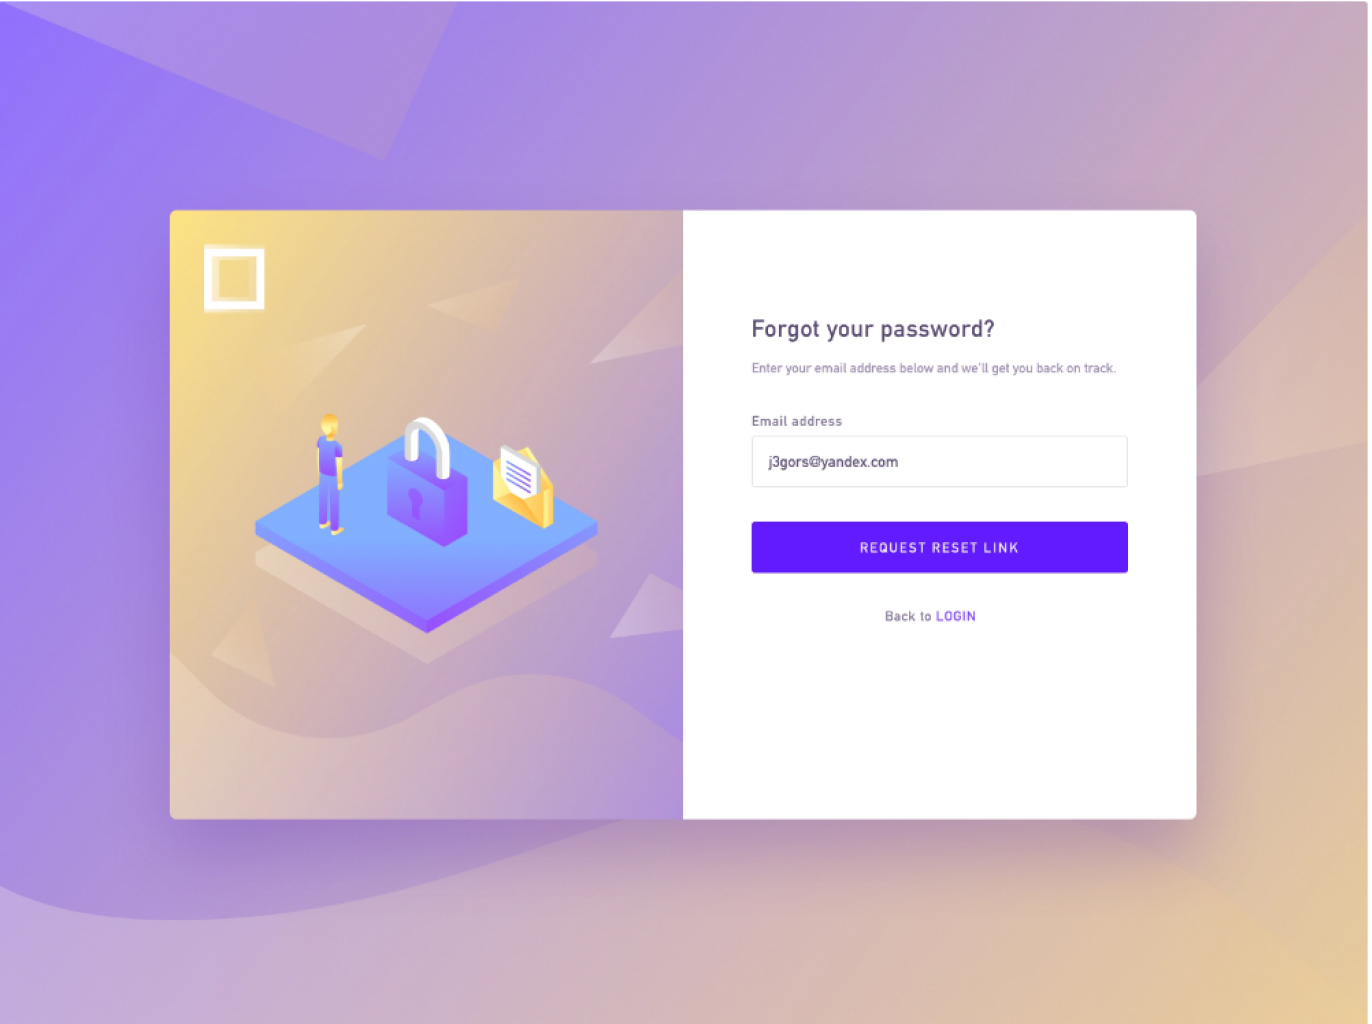 Forgot your password?
Enter your email address below and we'll get you back on track.
Email address
j3gors@yandex.com
REQUEST RESET LINK
Back to LOGIN